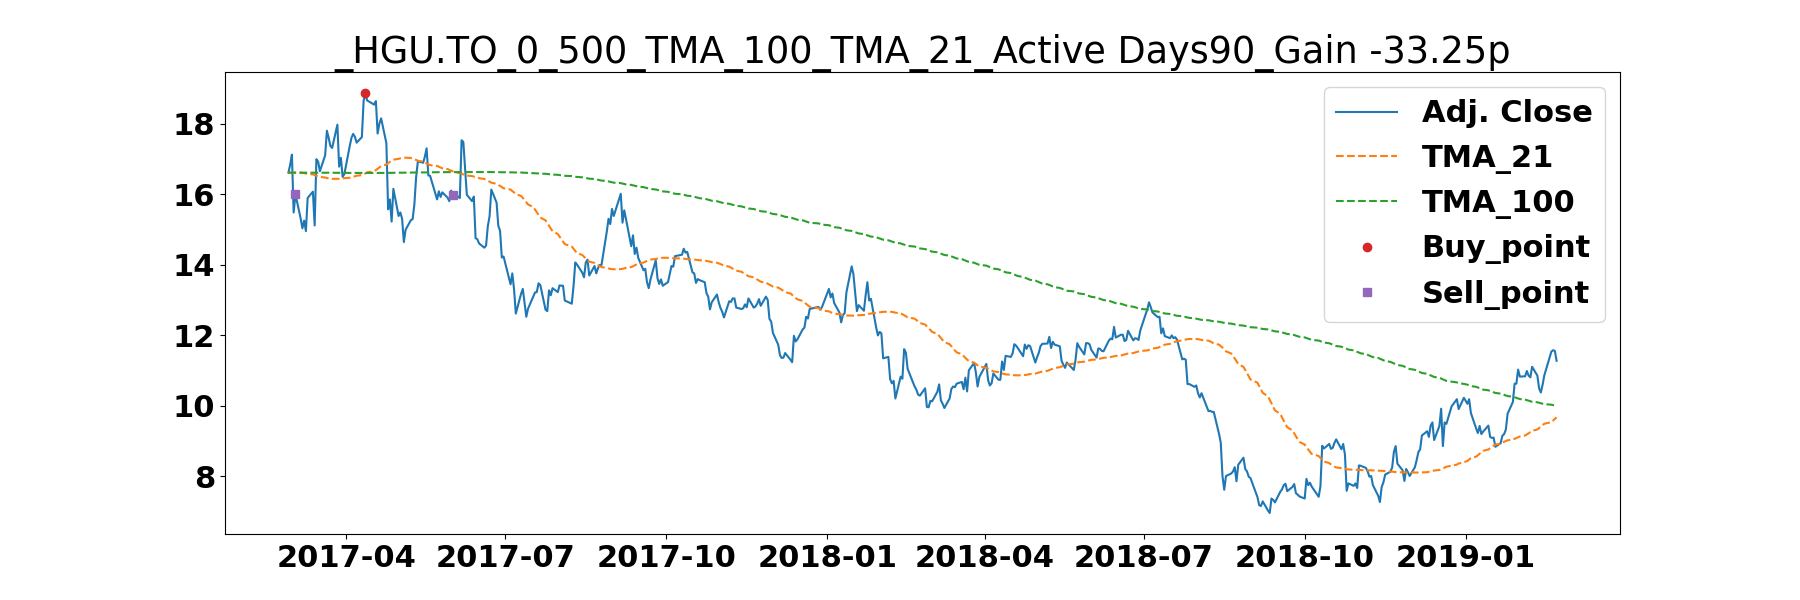 _HGU.TO_0_500_TMA_100_TMA_21_Active Days90_Gain -33.25p
Adj. Close
TMA_21
TMA_100
Buy_point
Sell_point
18
16
14
12
10
8
2017-04 2017-07 2017-10 2018-01 2018-04 2018-07 2018-10 2019-01